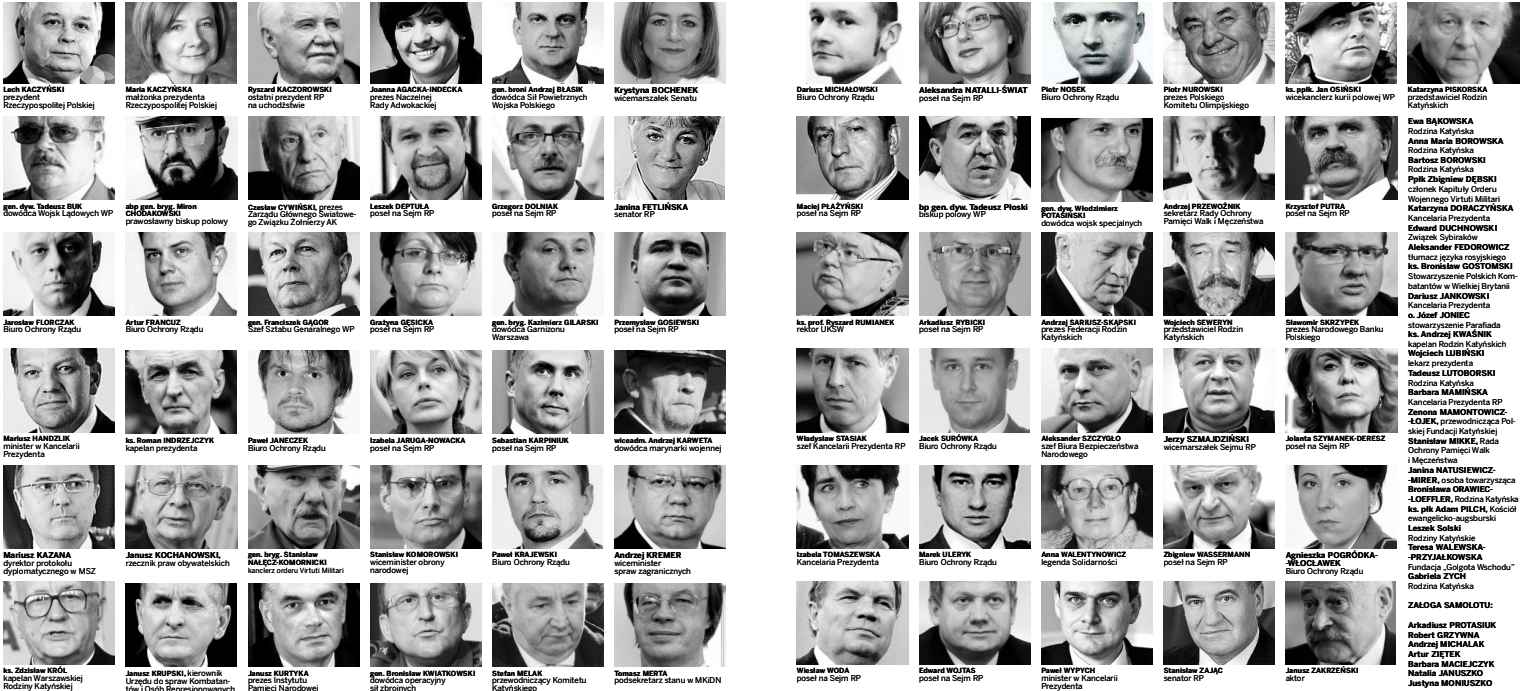 Lech KACZYŃSKI
prezydent
Rzeczypospolitej Polskiej
Maria KACZYŃSKA
małżonka prezydenta
Rzeczypospolitej Polskiej
Ryszard KACZOROWSKI
ostatni prezydent RP
na uchodźstwie
Joanna AGACKA-INDECKA
prezes Naczelnej
Rady Adwokackiej
gen. broni Andrzej BŁASIK
dowódca Sił Powietrznych
Wojska Polskiego
Krystyna BOCHENEK
wicemarszałek Senatu
Dariusz MICHAŁOWSKI
Biuro Ochrony Rządu
Aleksandra NATALLI-ŚWIAT
poseł na Sejm RP
Piotr NOSEK
Biuro Ochrony Rządu
Piotr NUROWSKI
prezes Polskiego
Komitetu Olimpijskiego
ks. ppłk. Jan OSIŃSKI
wicekanclerz kurii polowej WP
Katarzyna PISKORSKA
przedstawiciel Rodzin
Katyńskich
gen. dyw. Tadeusz BUK
dowódca Wojsk Lądowych WP
abp gen. bryg. Miron
CHODAKOWSKI
prawosławny biskup polowy
Czesław CYWIŃSKI, prezes
Zarządu Głównego Światowe-
go Związku Żołnierzy AK
Leszek DEPTUŁA
poseł na Sejm RP
Grzegorz DOLNIAK
poseł na Sejm RP
Janina FETLIŃSKA
senator RP
Maciej PŁAŻYŃSKI
poseł na Sejm RP
bp gen. dyw. Tadeusz Płoski
biskup polowy WP
gen. dyw. Włodzimierz
POTASIŃSKI
dowódca wojsk specjalnych
Andrzej PRZEWOŹNIK
sekretarz Rady Ochrony
Pamięci Walk i Męczeństwa
Krzysztof PUTRA
poseł na Sejm RP
Jarosław FLORCZAK
Biuro Ochrony Rządu
Artur FRANCUZ
Biuro Ochrony Rządu
gen. Franciszek GĄGOR
Szef Sztabu Genaralnego WP
Grażyna GĘSICKA
poseł na Sejm RP
gen. bryg. Kazimierz GILARSKI
dowódca Garnizonu
Warszawa
Przemysław GOSIEWSKI
poseł na Sejm RP
ks. prof. Ryszard RUMIANEK
rektor UKSW
Arkadiusz RYBICKI
poseł na Sejm RP
Andrzej SARIUSZ-SKĄPSKI
prezes Federacji Rodzin
Katyńskich
Wojciech SEWERYN
przedstawiciel Rodzin
Katyńskich
Sławomir SKRZYPEK
prezes Narodowego Banku
Polskiego
Mariusz HANDZLIK
minister w Kancelarii
Prezydenta
ks. Roman INDRZEJCZYK
kapelan prezydenta
Paweł JANECZEK
Biuro Ochrony Rządu
Izabela JARUGA-NOWACKA
poseł na Sejm RP
Sebastian KARPINIUK
poseł na Sejm RP
wiceadm. Andrzej KARWETA
dowódca marynarki wojennej
Władysław STASIAK
szef Kancelarii Prezydenta RP
Jacek SURÓWKA
Biuro Ochrony Rządu
Aleksander SZCZYGŁO
szef Biura Bezpieczeństwa
Narodowego
Jerzy SZMAJDZIŃSKI
wicemarszałek Sejmu RP
Jolanta SZYMANEK-DERESZ
poseł na Sejm RP
Mariusz KAZANA
dyrektor protokołu
dyplomatycznego w MSZ
Janusz KOCHANOWSKI,
rzecznik praw obywatelskich
gen. bryg. Stanisław
NAŁĘCZ-KOMORNICKI
kanclerz orderu Virtuti Militari
Stanisław KOMOROWSKI
wiceminister obrony
narodowej
Paweł KRAJEWSKI
Biuro Ochrony Rządu
Andrzej KREMER
wiceminister
spraw zagranicznych
Izabela TOMASZEWSKA
Kancelaria Prezydenta
Marek ULERYK
Biuro Ochrony Rządu
Anna WALENTYNOWICZ
legenda Solidarności
Zbigniew WASSERMANN
poseł na Sejm RP
Agnieszka POGRÓDKA-
-WŁOCŁAWEK
Biuro Ochrony Rządu
ks. Zdzisław KRÓL
kapelan Warszawskiej
Rodziny Katyńskiej
Janusz KRUPSKI, kierownik
Urzędu do spraw Kombatan-
tów i Osób Represjonowanych
Janusz KURTYKA
prezes Instytutu
Pamięci Narodowej
gen. Bronisław KWIATKOWSKI
dowódca operacyjny
sił zbrojnych
Stefan MELAK
przewodniczący Komitetu
Katyńskiego
Tomasz MERTA
podsekretarz stanu w MKiDN
Wiesław WODA
poseł na Sejm RP
Edward WOJTAS
poseł na Sejm RP
Paweł WYPYCH
minister w Kancelarii
Prezydenta
Stanisław ZAJĄC
senator RP
Janusz ZAKRZEŃSKI
aktor
Ewa BĄKOWSKA
Rodzina Katyńska
Anna Maria BOROWSKA
Rodzina Katyńska
Bartosz BOROWSKI
Rodzina Katyńska
Ppłk Zbigniew DĘBSKI
członek Kapituły Orderu
Wojennego Virtuti Militari
Katarzyna DORACZYŃSKA
Kancelaria Prezydenta
Edward DUCHNOWSKI
Związek Sybiraków
Aleksander FEDOROWICZ
tłumacz języka rosyjskiego
ks. Bronisław GOSTOMSKI
Stowarzyszenie Polskich Kom-
batantów w Wielkiej Brytanii
Dariusz JANKOWSKI
Kancelaria Prezydenta
o. Józef JONIEC
stowarzyszenie Parafiada
ks. Andrzej KWAŚNIK
kapelan Rodzin Katyńskich
Wojciech LUBIŃSKI
lekarz prezydenta
Tadeusz LUTOBORSKI
Rodzina Katyńska
Barbara MAMIŃSKA
Kancelaria Prezydenta RP
Zenona MAMONTOWICZ-
-ŁOJEK, przewodnicząca Pol-
skiej Fundacji Katyńskiej
Stanisław MIKKE, Rada
Ochrony Pamięci Walk
i Męczeństwa
Janina NATUSIEWICZ-
-MIRER, osoba towarzysząca
Bronisława ORAWIEC-
-LOEFFLER, Rodzina Katyńska
ks. płk Adam PILCH, Kościół
ewangelicko-augsburski
Leszek Solski
Rodziny Katyńskie
Teresa WALEWSKA-
-PRZYJAŁKOWSKA
Fundacja „Golgota Wschodu”
Gabriela ZYCH
Rodzina Katyńska
ZAŁOGA SAMOLOTU:
Arkadiusz PROTASIUK
Robert GRZYWNA
Andrzej MICHALAK
Artur ZIĘTEK
Barbara MACIEJCZYK
Natalia JANUSZKO
Justyna MONIUSZKO